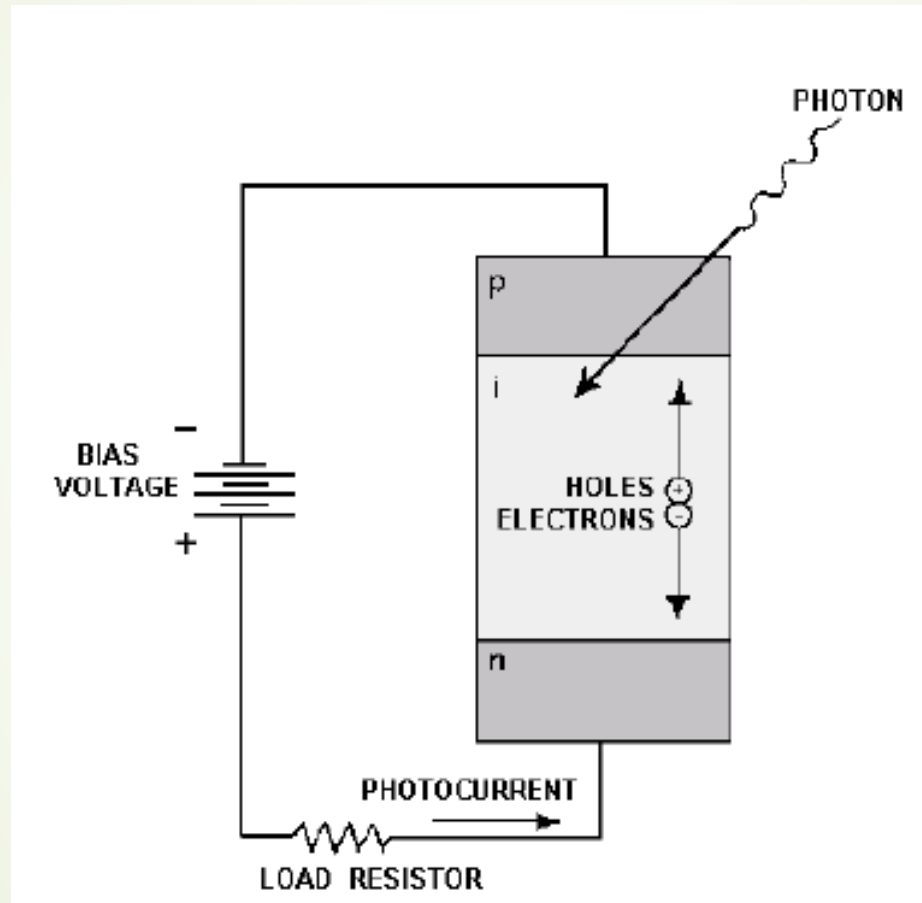 PHOTON
p
i
−
BIAS
VOLTAGE
+
HOLES +
ELECTRONS -
n
PHOTOCURRENT
LOAD RESISTOR